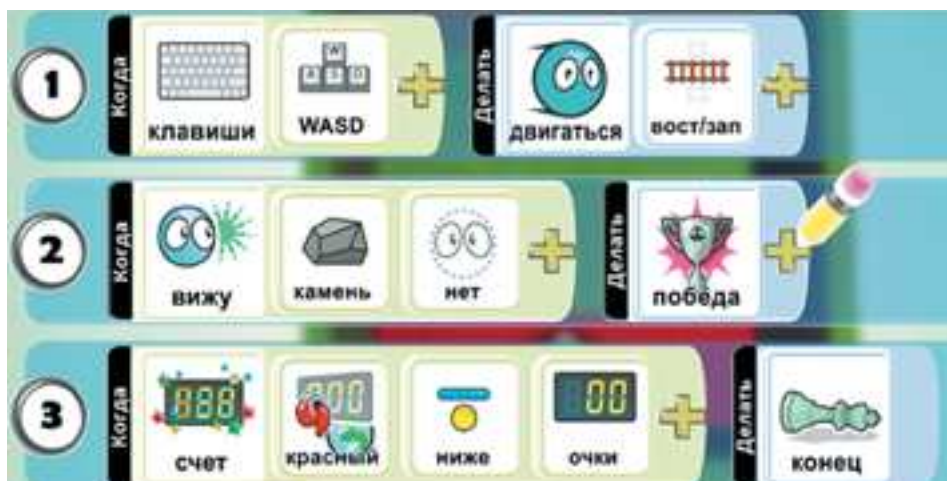 1 Когда клавиши WASD Делать двигаться вост/зап
2 Когда вижу камень нет Делать победа
3 Когда счет красный ниже очки Делать конец